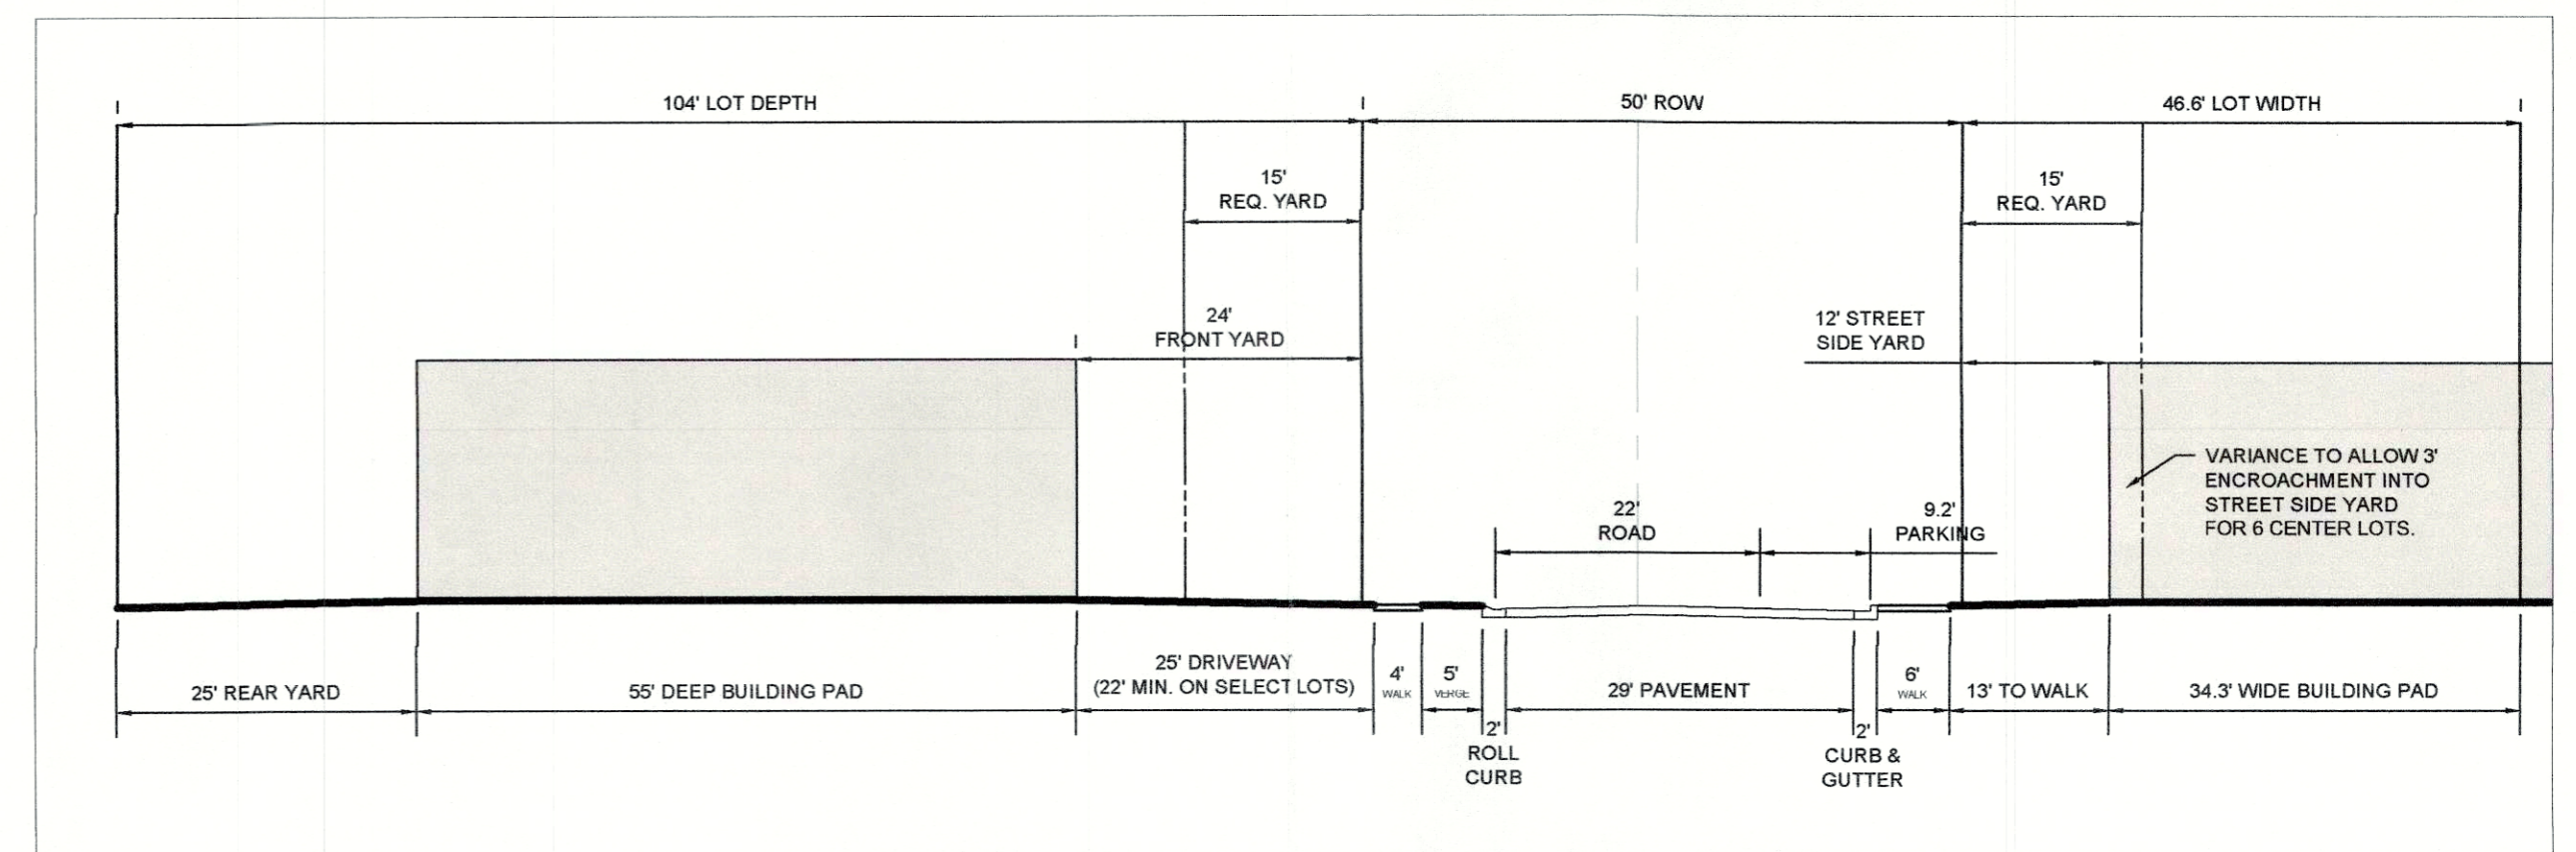 104' LOT DEPTH
50' ROW
46.6' LOT WIDTH
15'
REQ. YARD
15'
REQ. YARD
24'
FRONT YARD
12' STREET
SIDE YARD
VARIANCE TO ALLOW 3'
ENCROACHMENT INTO
STREET SIDE YARD
FOR 6 CENTER LOTS.
22'
ROAD
9.2'
PARKING
25' REAR YARD
55' DEEP BUILDING PAD
25' DRIVEWAY
(22' MIN. ON SELECT LOTS)
4'
WALK
5'
VERGE
2'
ROLL
CURB
29' PAVEMENT
2'
CURB &
GUTTER
6'
WALK
13' TO WALK
34.3' WIDE BUILDING PAD